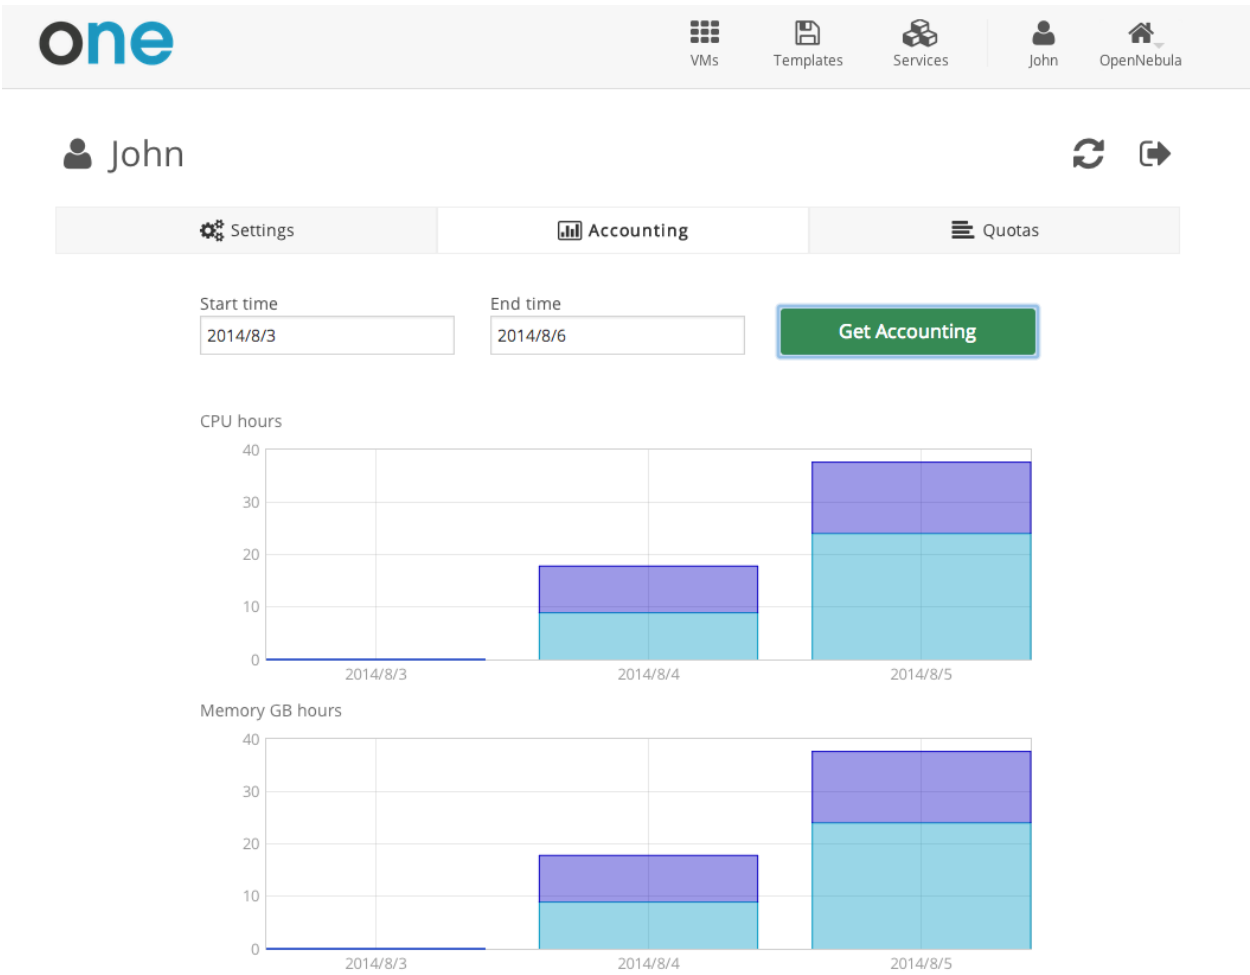 one
VMs Templates Services John OpenNebula
John
Settings Accounting Quotas
Start time End time
2014/8/3 2014/8/6 Get Accounting
CPU hours
40
30
20
10
0
2014/8/3 2014/8/4 2014/8/5
Memory GB hours
40
30
20
10
0
2014/8/3 2014/8/4 2014/8/5